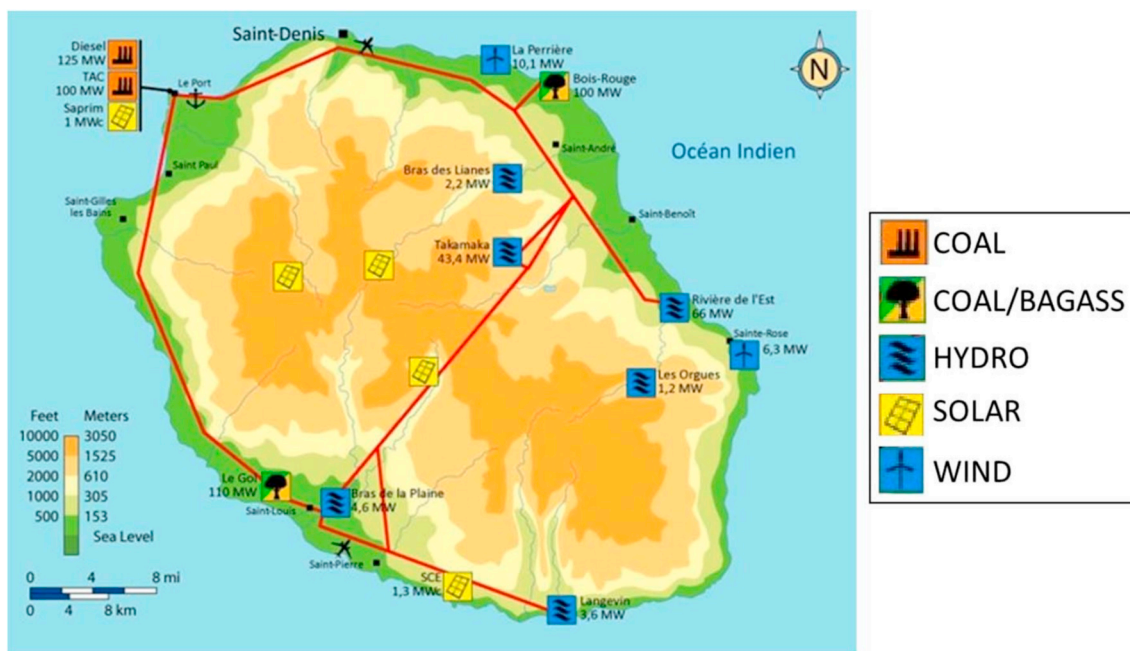 Saint-Denis
Diesel
125 MW
TAC
100 MW
Saprim
1 MWc
Le Port
La Perrière
10,1 MW
Bois-Rouge
100 MW
N
Saint-André
Océan Indien
Saint Paul
Bras des Lianes
2,2 MW
Saint-Gilles
les Bains
Saint-Benoît
Takamaka
43,4 MW
Rivière de l'Est
66 MW
Sainte-Rose
6,3 MW
Les Orgues
1,2 MW
Feet Meters
10000 3050
5000 1525
2000 610
1000 305
500 153
Sea Level
Le Gol
110 MW
Saint-Louis
Bras de la Plaine
4,6 MW
Saint-Pierre
SCE
1,3 MWc
Langevin
3,6 MW
0 4 8 mi
0 4 8 km
COAL
COAL/BAGASS
HYDRO
SOLAR
WIND